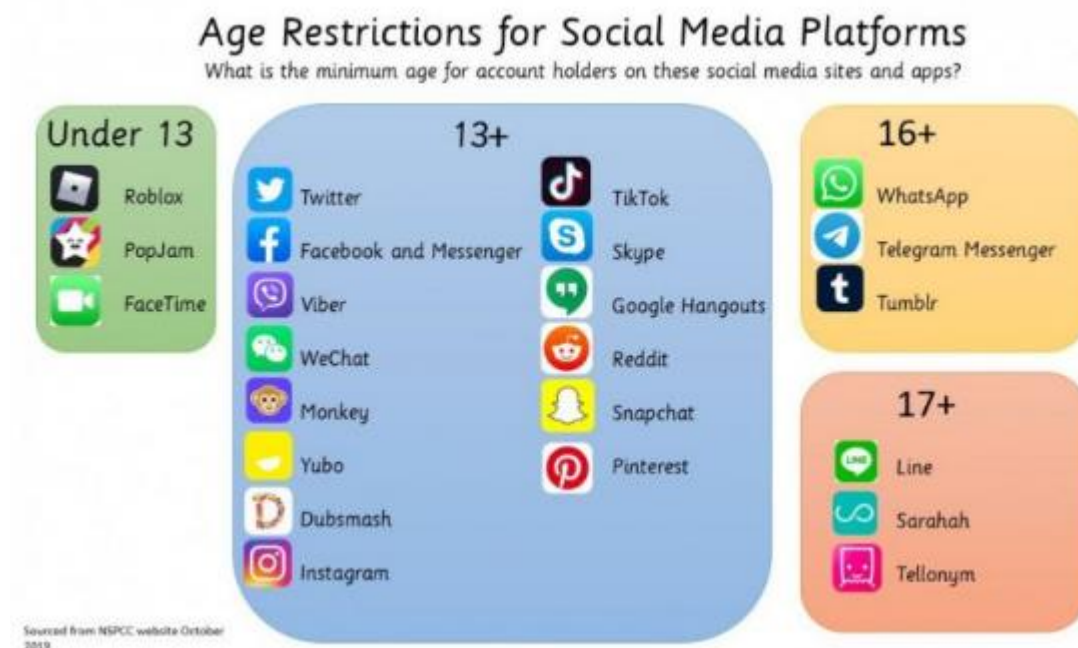 Age Restrictions for Social Media Platforms
What is the minimum age for account holders on these social media sites and apps?
Under 13
Roblox
PopJam
FaceTime
13+
Twitter
Facebook and Messenger
Viber
WeChat
Monkey
Yubo
Dubsmash
Instagram
TikTok
Skype
Google Hangouts
Reddit
Snapchat
Pinterest
16+
WhatsApp
Telegram Messenger
Tumblr
17+
LINE
Line
Sarahah
Tellonym
Sourced from NSPCC website October
2019